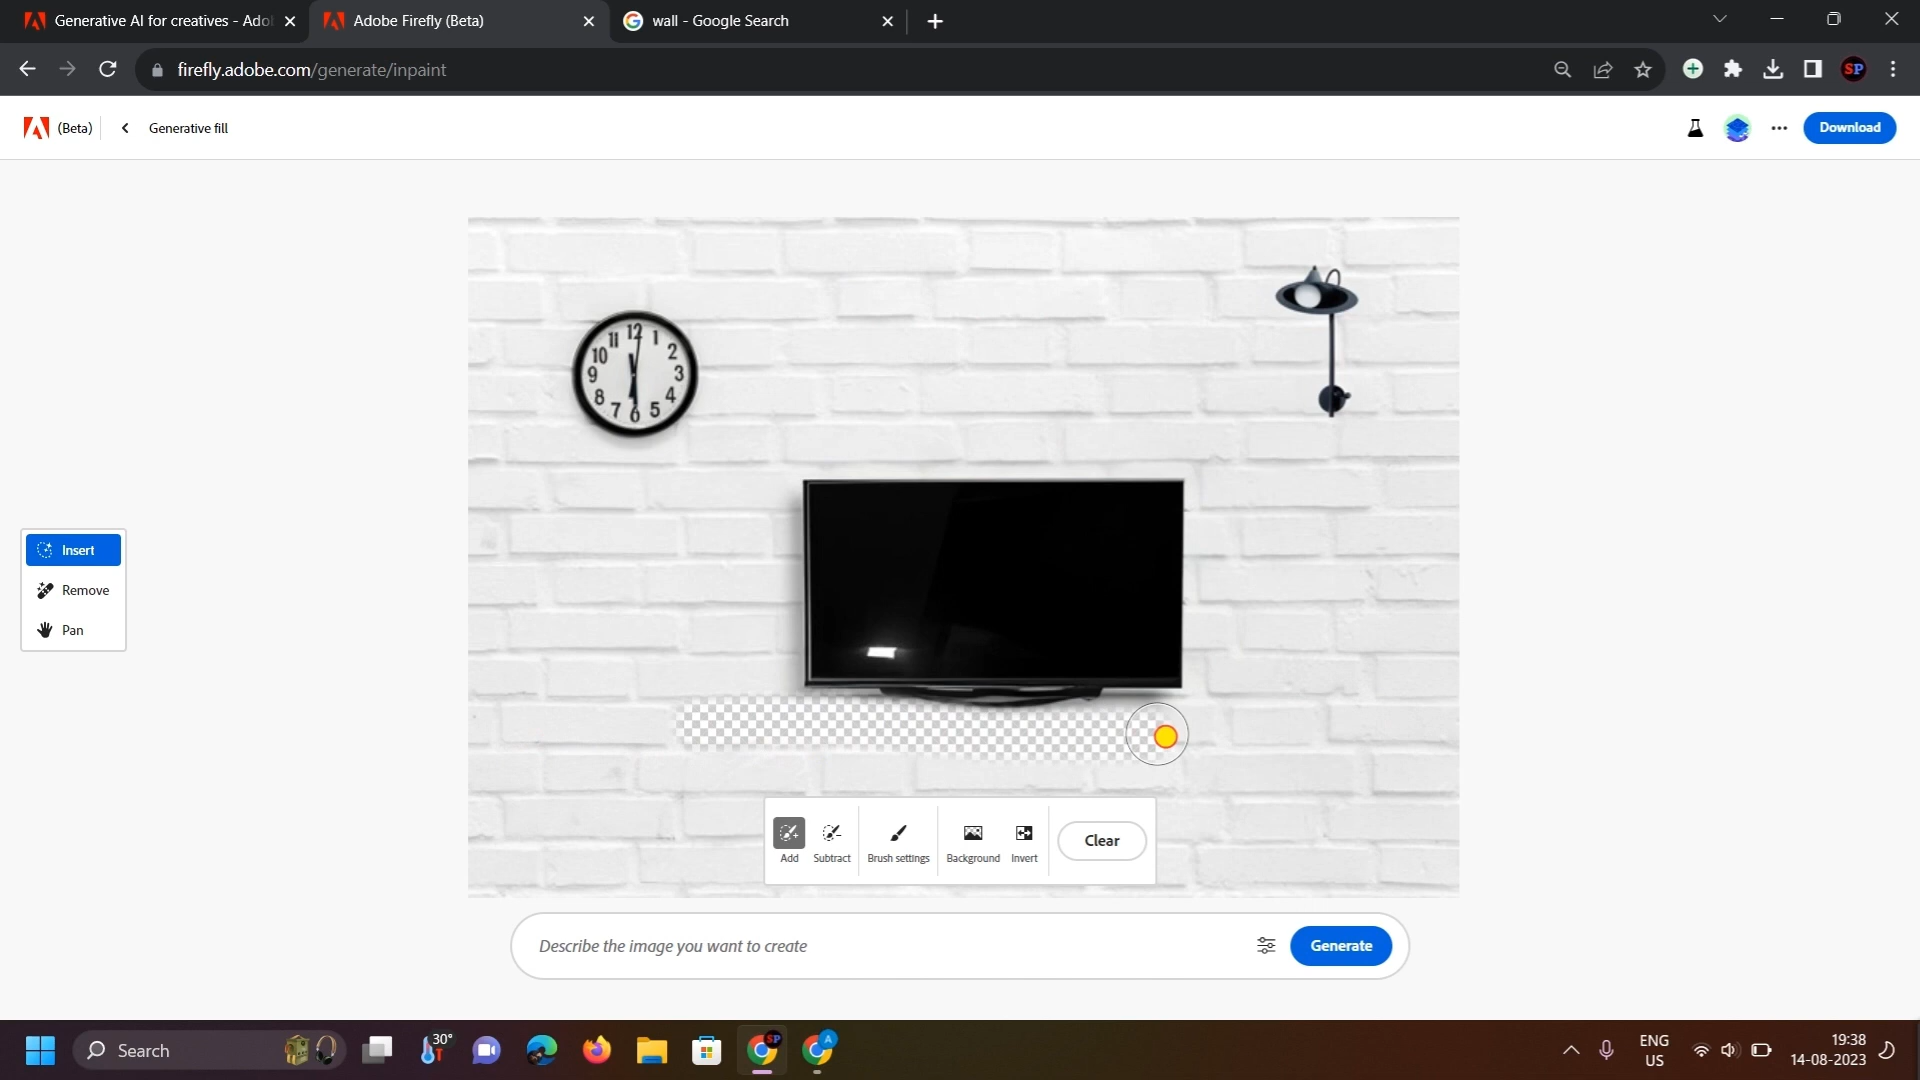 Generative AI for creatives - Ado
Adobe Firefly (Beta)
wall - Google Search
firefly.adobe.com/generate/inpaint
SP
(Beta)
Generative fill
Download
12
11 1
10 2
9 3
8 4
7 6 5
Insert
Remove
Pan
Add
Subtract
Brush settings
Background
Invert
Clear
Describe the image you want to create
Generate
Search
30°
SP
A
ENG
US
19:38
14-08-2023